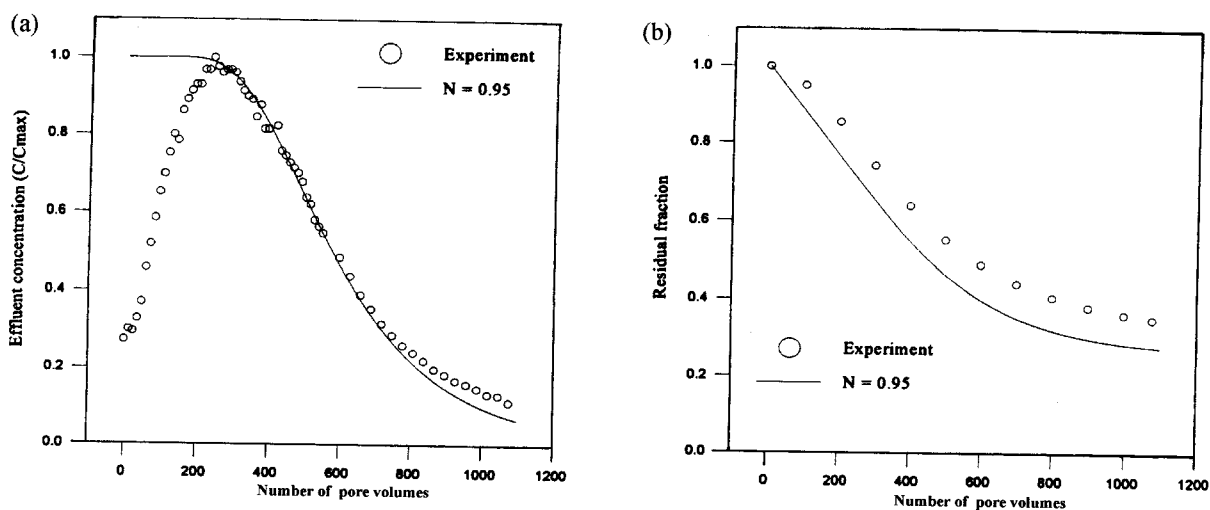 (a)
Effluent concentration (C/Cmax)
1.0
0.8
0.6
0.4
0.2
0.0
Experiment
N = 0.95
0 200 400 600 800 1000 1200
Number of pore volumes
(b)
Residual fraction
1.0
0.8
0.6
0.4
0.2
0.0
Experiment
N = 0.95
0 200 400 600 800 1000 1200
Number of pore volumes